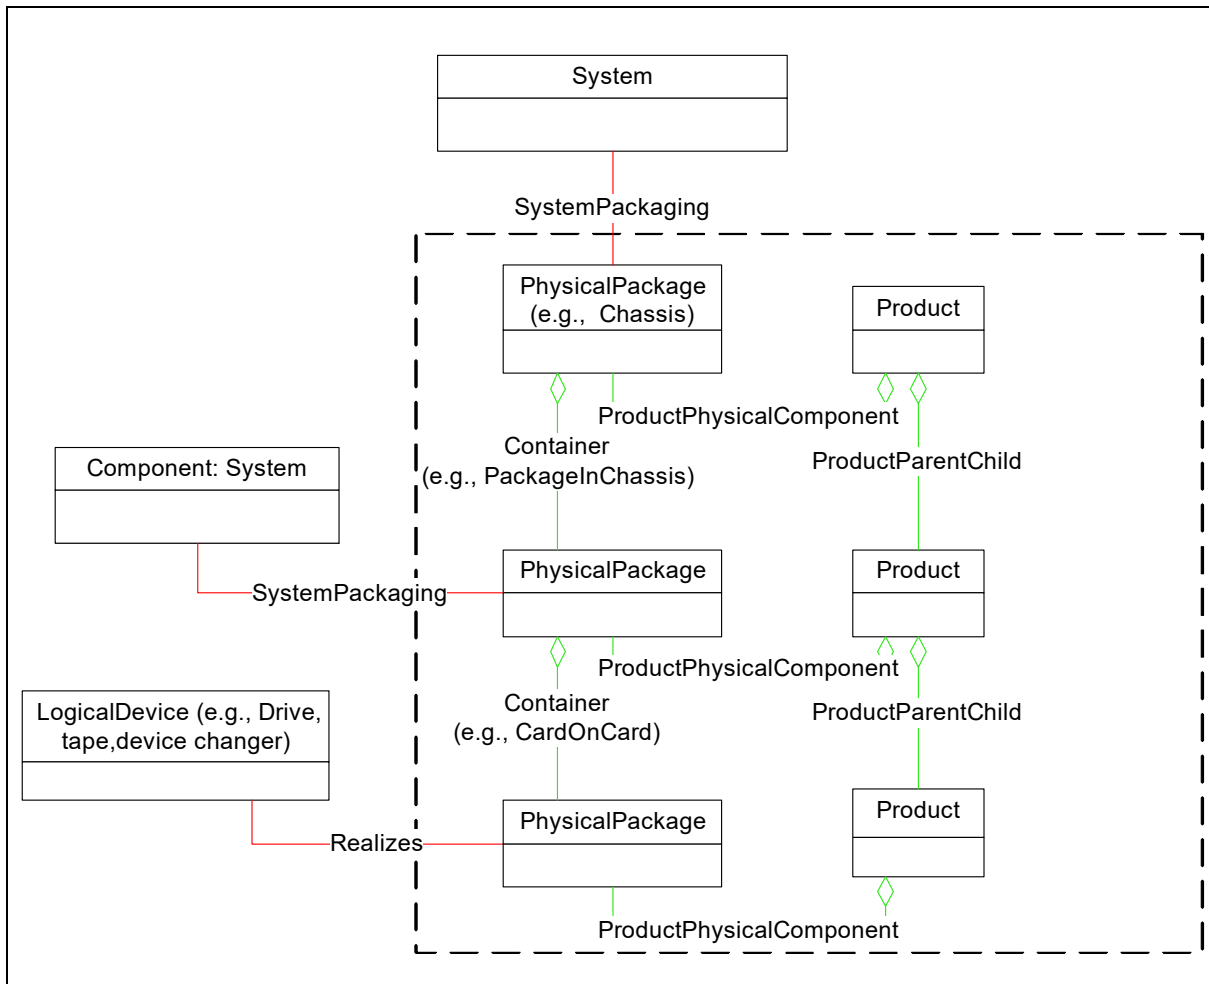 System
SystemPackaging
PhysicalPackage
(e.g.,  Chassis)
Product
ProductPhysicalComponent
Container
(e.g., PackageInChassis)
ProductParentChild
Component: System
PhysicalPackage
Product
SystemPackaging
ProductPhysicalComponent
Container
(e.g., CardOnCard)
ProductParentChild
LogicalDevice (e.g., Drive,
tape,device changer)
PhysicalPackage
Product
Realizes
ProductPhysicalComponent